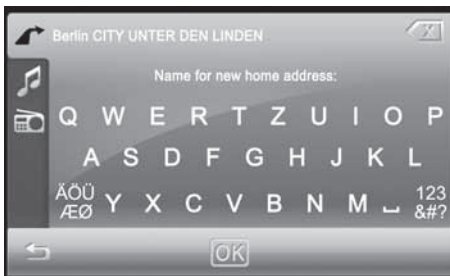 Berlin CITY UNTER DEN LINDEN X
Name for new home address:
Q W E R T Z U I O P
A S D F G H J K L
ÄÖÜ
ÆØ Y X C V B N M 123
&#?
OK